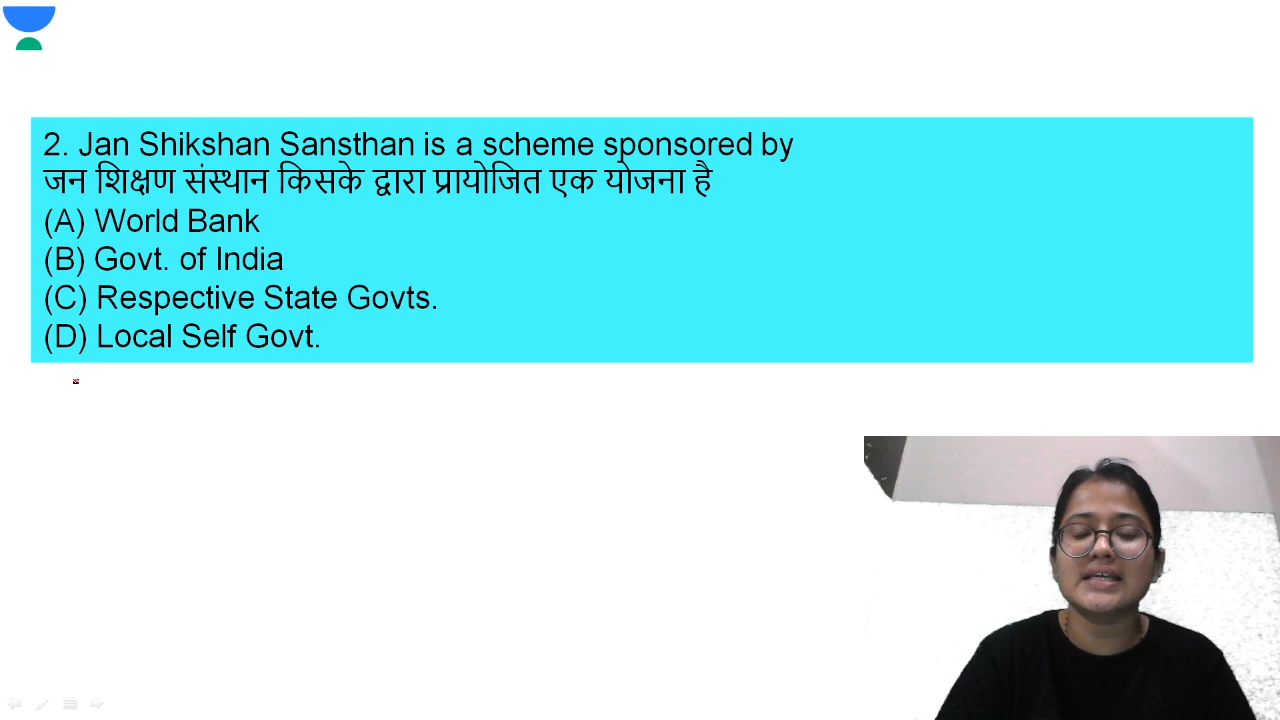 2. Jan Shikshan Sansthan is a scheme sponsored by
जन शिक्षण संस्थान किसके द्वारा प्रायोजित एक योजना है
(A) World Bank
(B) Govt. of India
(C) Respective State Govts.
(D) Local Self Govt.